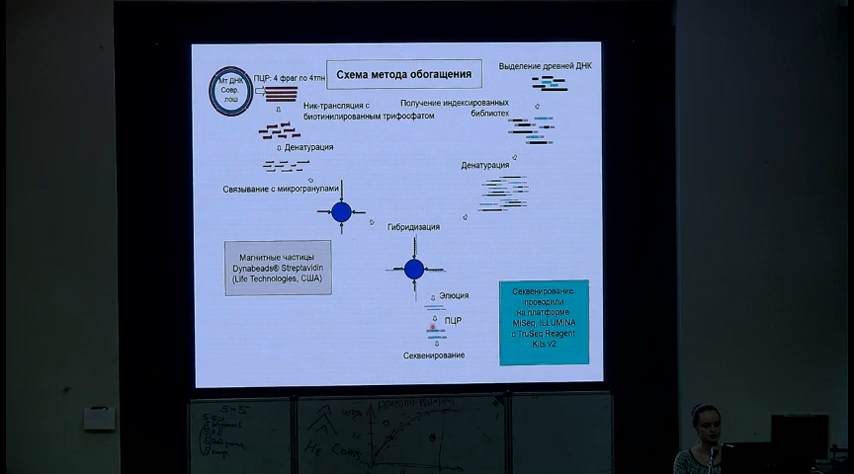 Схема метода обогащения
Мт ДНК
Совр.
лош
ПЦР: 4 фраг по 4тпн
Ник-трансляция с
биотинилированным трифосфатом
Денатурация
Связывание с микрогранулами
Выделение древней ДНК
Получение индексированных
библиотек
Денатурация
Гибридизация
Магнитные частицы
Dynabeads® Streptavidin
(Life Technologies, США)
Элюция
ПЦР
Секвенирование
Секвенирование
проводили
на платформе
MiSeq, ILLUMINA
с TruSeq Reagent
Kits v2
5x5
Не